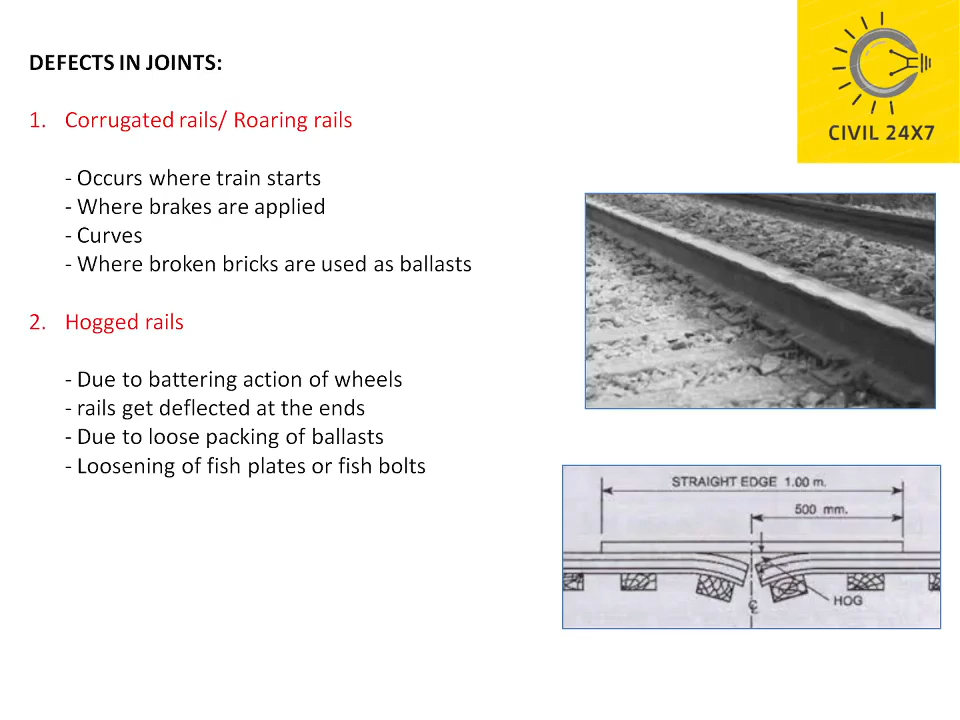 DEFECTS IN JOINTS:
CIVIL 24X7
1. Corrugated rails/ Roaring rails
- Occurs where train starts
- Where brakes are applied
- Curves
- Where broken bricks are used as ballasts
2. Hogged rails
- Due to battering action of wheels
- rails get deflected at the ends
- Due to loose packing of ballasts
- Loosening of fish plates or fish bolts
STRAIGHT EDGE 1.00 m.
500 mm.
HOG